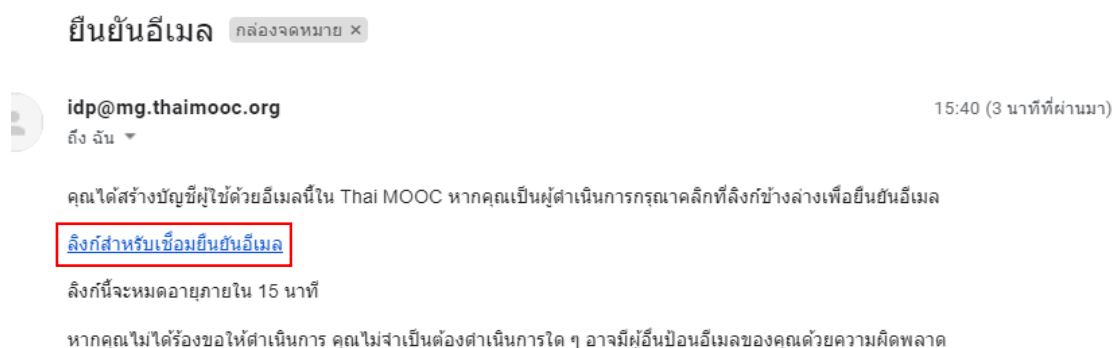 ยืนยันอีเมล กล่องจดหมาย ×
idp@mg.thaimooc.org 15:40 (3 นาทีที่ผ่านมา)
ถึง ฉัน
คุณได้สร้างบัญชีผู้ใช้ด้วยอีเมลนี้ใน Thai MOOC หากคุณเป็นผู้ดำเนินการกรุณาคลิกที่ลิงก์ข้างล่างเพื่อยืนยันอีเมล
ลิงก์สำหรับเชื่อมยืนยันอีเมล
ลิงก์นี้จะหมดอายุภายใน 15 นาที
หากคุณไม่ได้ร้องขอให้ดำเนินการ คุณไม่จำเป็นต้องดำเนินการใด ๆ อาจมีผู้อื่นป้อนอีเมลของคุณด้วยความผิดพลาด